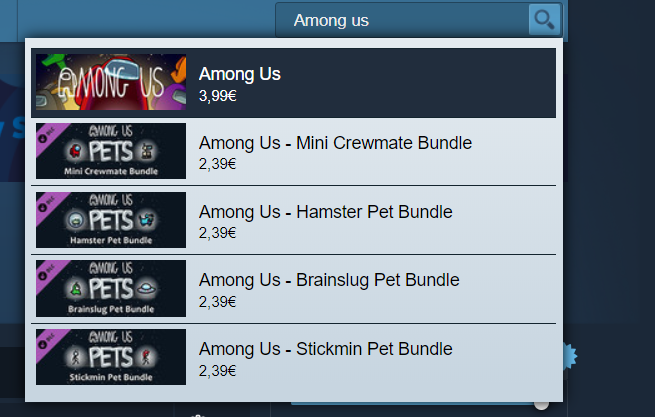 Among us
AMONG US
Among Us
3,99€
AMONG US
PETS
Mini Crewmate Bundle
Among Us - Mini Crewmate Bundle
2,39€
AMONG US
PETS
Hamster Pet Bundle
Among Us - Hamster Pet Bundle
2,39€
AMONG US
PETS
Brainslug Pet Bundle
Among Us - Brainslug Pet Bundle
2,39€
AMONG US
PETS
Stickmin Pet Bundle
Among Us - Stickmin Pet Bundle
2,39€